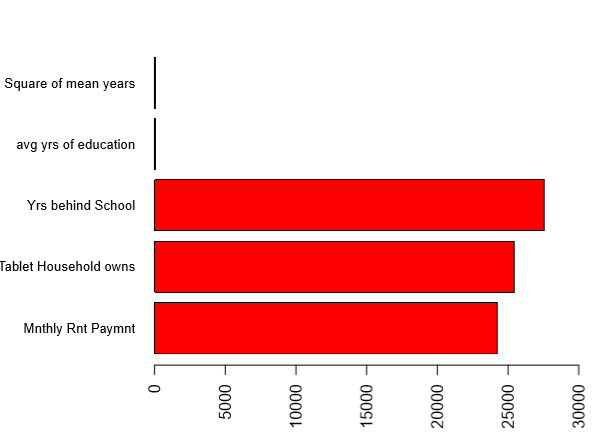 Square of mean years
avg yrs of education
Yrs behind School
Tablet Household owns
Mnthly Rnt Paymnt
0
5000
10000
15000
20000
25000
30000